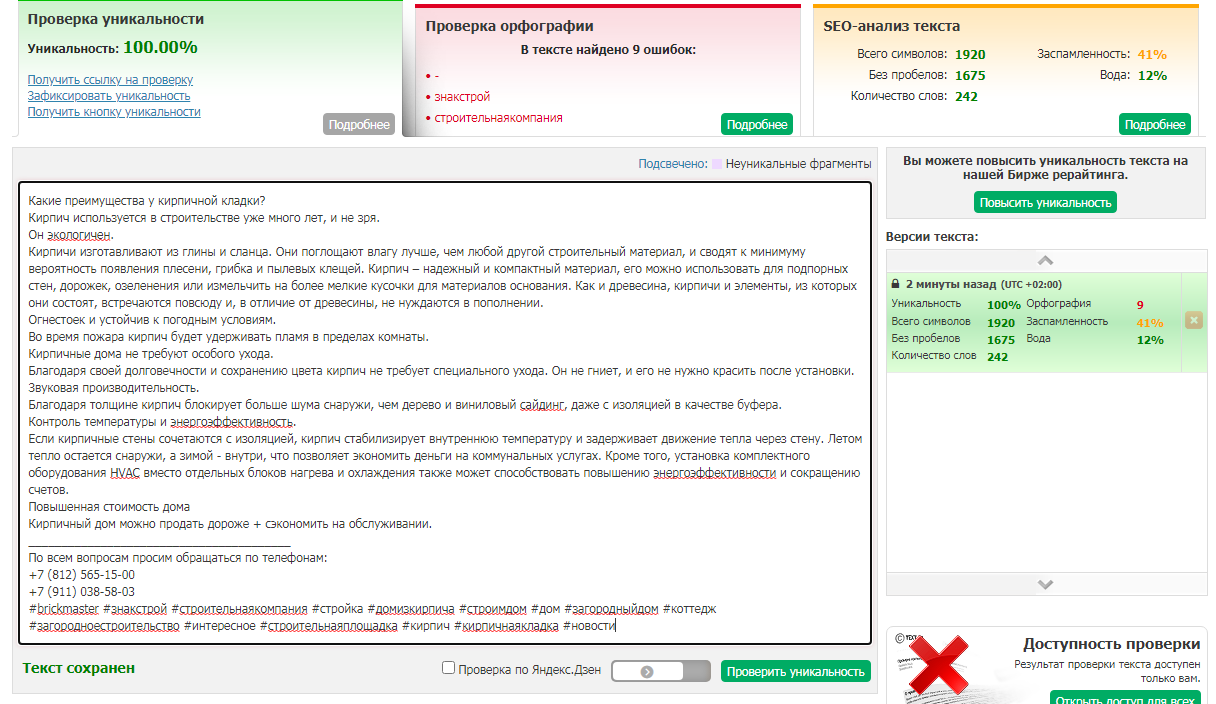 Проверка уникальности
Уникальность: 100.00%
Получить ссылку на проверку
Зафиксировать уникальность
Получить кнопку уникальности
Подробнее
Проверка орфографии
В тексте найдено 9 ошибок:
• -
• знакстрой
• строительнаякомпания
Подробнее
SEO-анализ текста
Всего символов: 1920 Заспамленность: 41%
Без пробелов: 1675 Вода: 12%
Количество слов: 242
Подробнее
Подсвечено: Неуникальные фрагменты
Какие преимущества у кирпичной кладки?
Кирпич используется в строительстве уже много лет, и не зря.
Он экологичен.
Кирпичи изготавливают из глины и сланца. Они поглощают влагу лучше, чем любой другой строительный материал, и сводят к минимуму
вероятность появления плесени, грибка и пылевых клещей. Кирпич – надежный и компактный материал, его можно использовать для подпорных
стен, дорожек, озеленения или измельчить на более мелкие кусочки для материалов основания. Как и древесина, кирпичи и элементы, из которых
они состоят, встречаются повсюду и, в отличие от древесины, не нуждаются в пополнении.
Огнестоек и устойчив к погодным условиям.
Во время пожара кирпич будет удерживать пламя в пределах комнаты.
Кирпичные дома не требуют особого ухода.
Благодаря своей долговечности и сохранению цвета кирпич не требует специального ухода. Он не гниет, и его не нужно красить после установки.
Звуковая производительность.
Благодаря толщине кирпич блокирует больше шума снаружи, чем дерево и виниловый сайдинг, даже с изоляцией в качестве буфера.
Контроль температуры и энергоэффективность.
Если кирпичные стены сочетаются с изоляцией, кирпич стабилизирует внутреннюю температуру и задерживает движение тепла через стену. Летом
тепло остается снаружи, а зимой - внутри, что позволяет экономить деньги на коммунальных услугах. Кроме того, установка комплектного
оборудования HVAC вместо отдельных блоков нагрева и охлаждения также может способствовать повышению энергоэффективности и сокращению
счетов.
Повышенная стоимость дома
Кирпичный дом можно продать дороже + сэкономить на обслуживании.
По всем вопросам просим обращаться по телефонам:
+7 (812) 565-15-00
+7 (911) 038-58-03
#brickmaster #знакстрой #строительнаякомпания #стройка #домизкирпича #строимдом #дом #загородныйдом #коттедж
#загородноестроительство #интересное #строительнаяплощадка #кирпич #кирпичнаякладка #новости
Текст сохранен
Проверка по Яндекс.Дзен
Проверить уникальность
Вы можете повысить уникальность текста на
нашей Бирже рерайтинга.
Повысить уникальность
Версии текста:
2 минуты назад (UTC +02:00)
Уникальность 100% Орфография 9
Всего символов 1920 Заспамленность 41%
Без пробелов 1675 Вода 12%
Количество слов 242
Доступность проверки
Результат проверки текста доступен
только вам.
Открыть доступ для всех